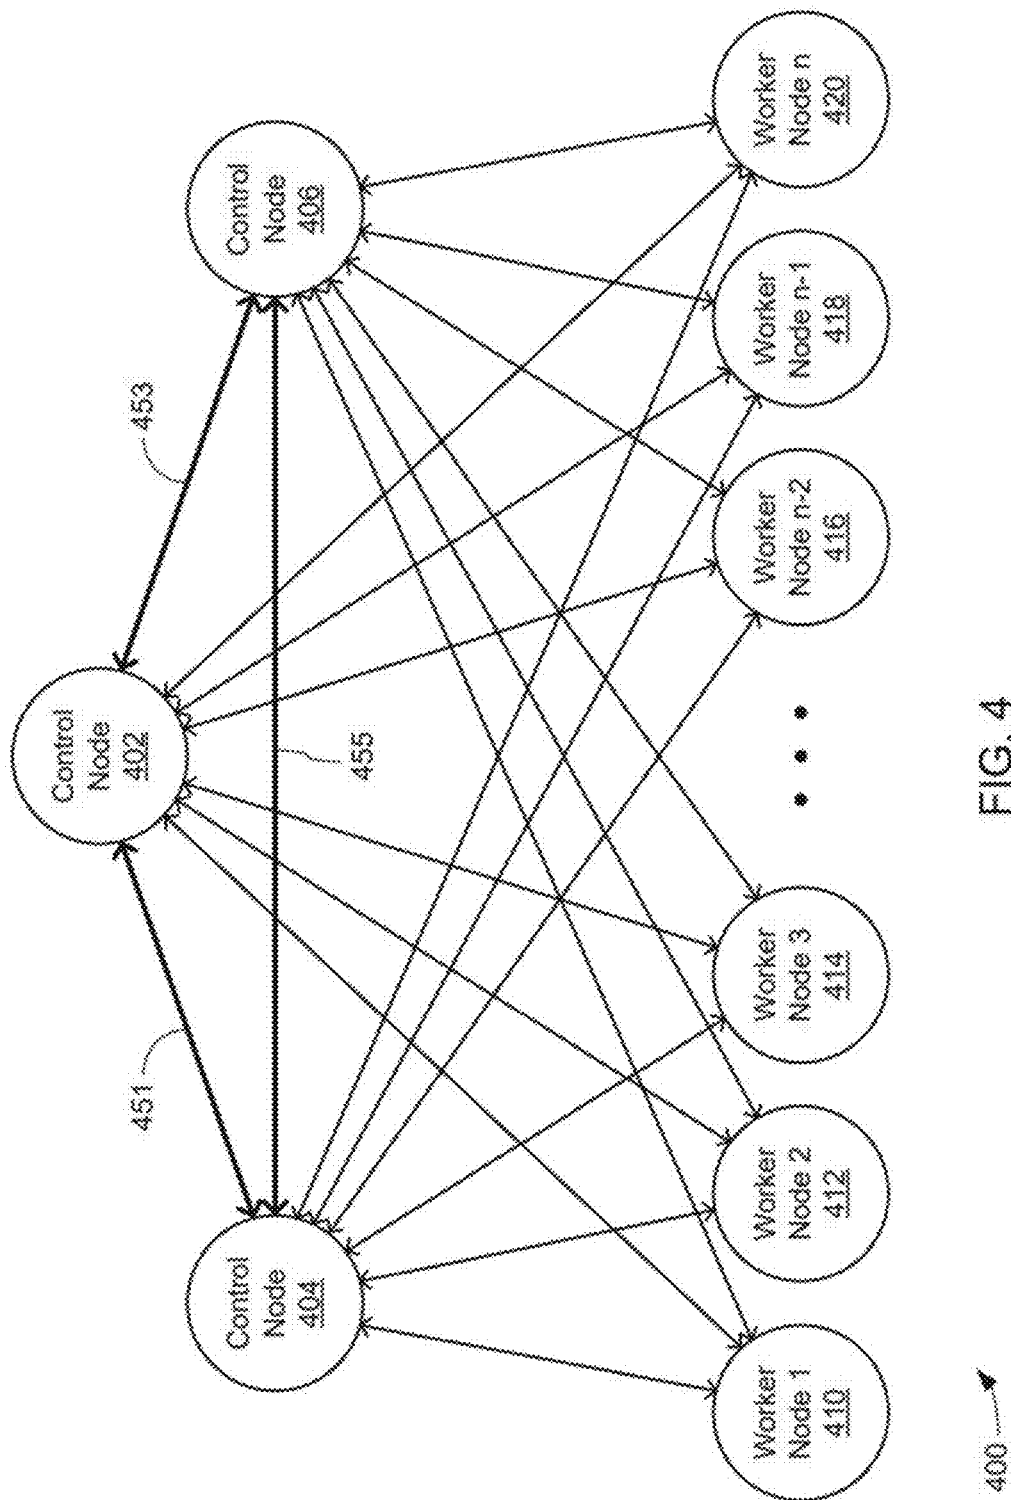 Control
Node
402
451
453
Control
Node
404
Control
Node
406
455
Worker
Node 1
410
Worker
Node 2
412
Worker
Node 3
414
Worker
Node n-2
416
Worker
Node n-1
418
Worker
Node n
420
400
FIG. 4